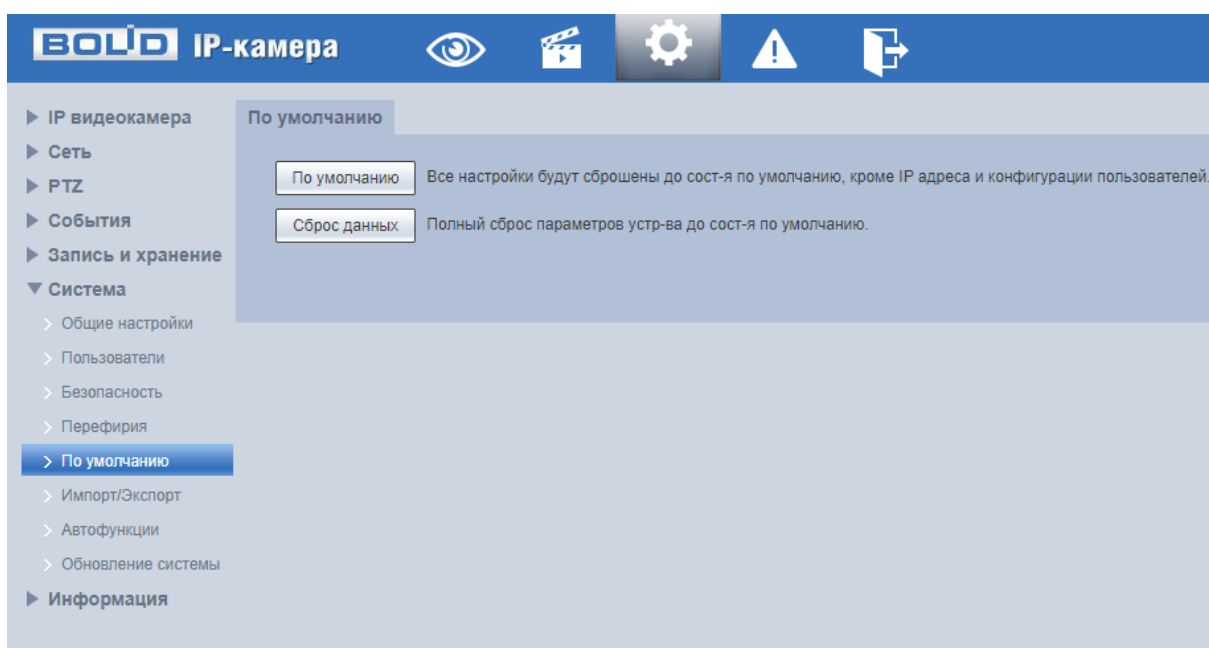 BOLID IP-камера
IP видеокамера
Сеть
PTZ
События
Запись и хранение
Система
Общие настройки
Пользователи
Безопасность
Перефирия
По умолчанию
Импорт/Экспорт
Автофункции
Обновление системы
Информация
По умолчанию
По умолчанию Все настройки будут сброшены до сост-я по умолчанию, кроме IP адреса и конфигурации пользователей.
Сброс данных Полный сброс параметров устр-ва до сост-я по умолчанию.